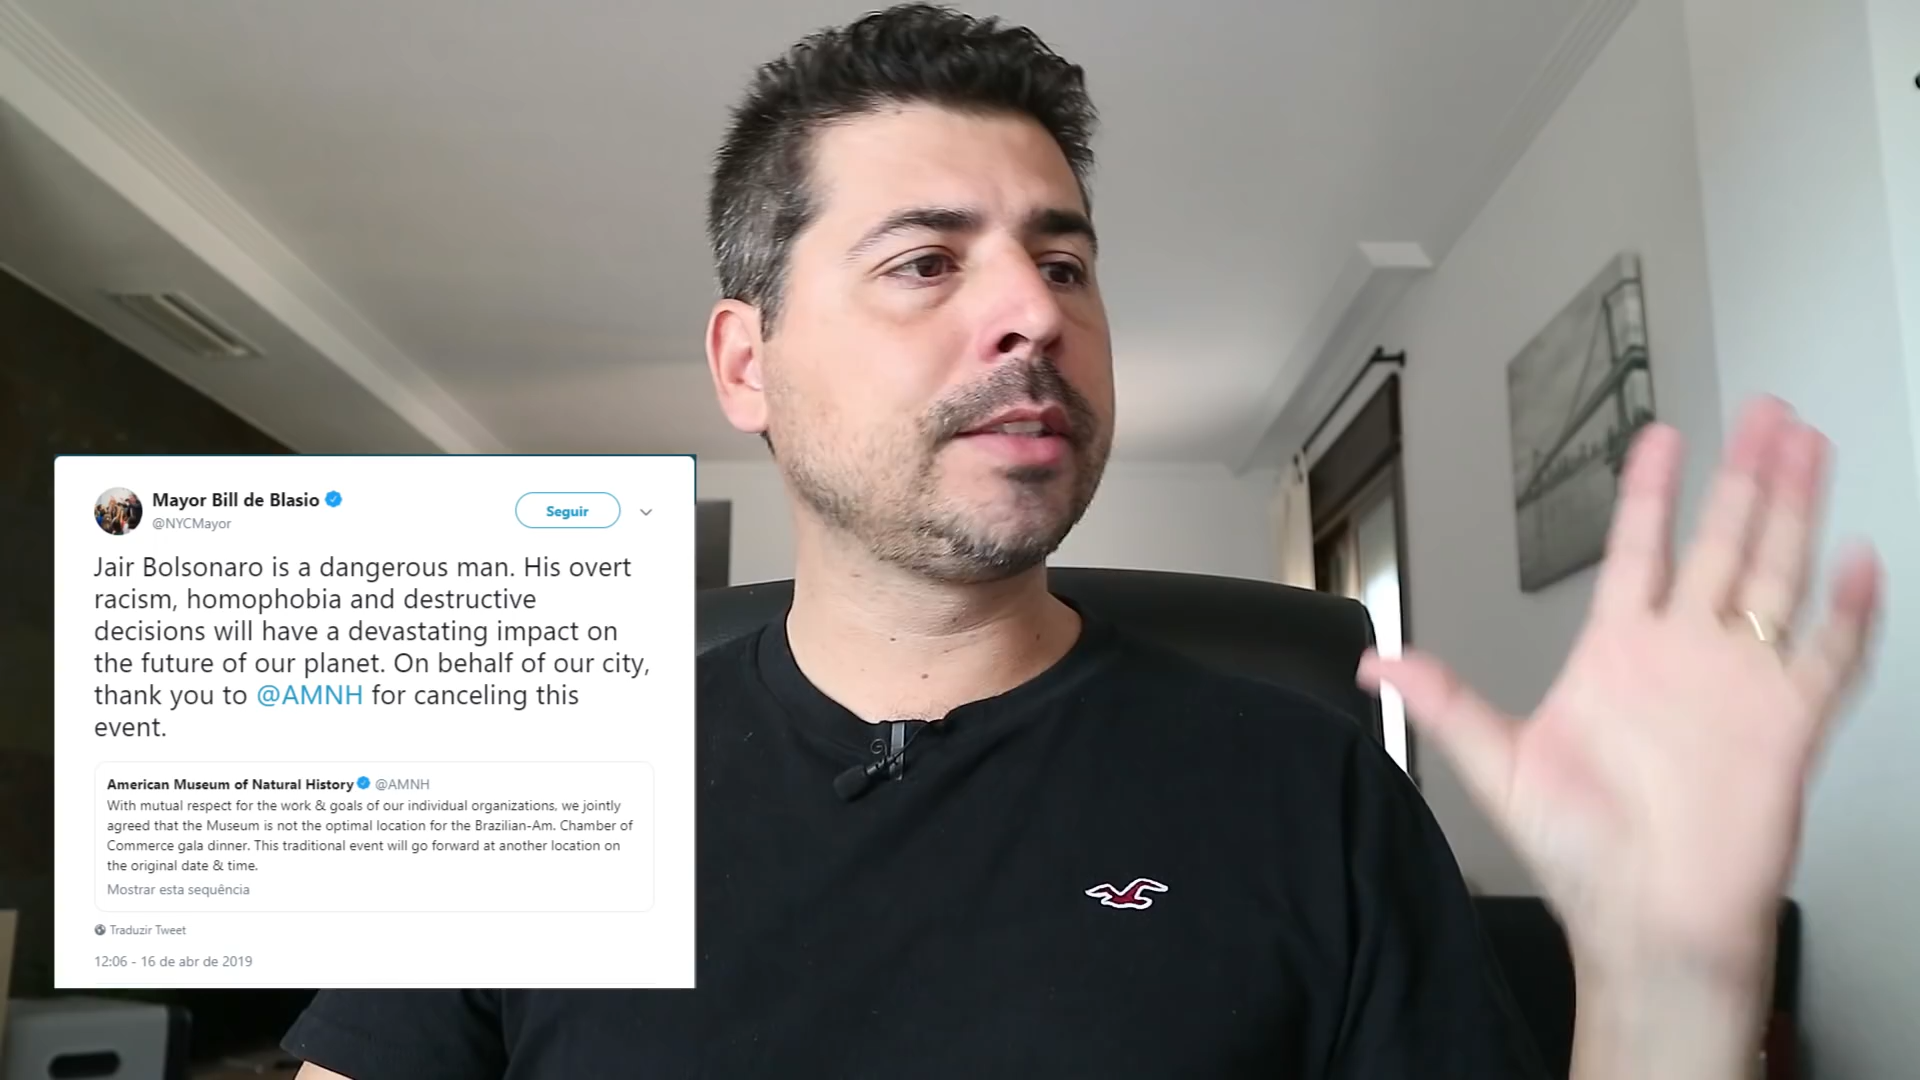 Mayor Bill de Blasio
@NYCMayor
Seguir
Jair Bolsonaro is a dangerous man. His overt
racism, homophobia and destructive
decisions will have a devastating impact on
the future of our planet. On behalf of our city,
thank you to @AMNH for canceling this
event.
American Museum of Natural History @AMNH
With mutual respect for the work & goals of our individual organizations, we jointly
agreed that the Museum is not the optimal location for the Brazilian-Am. Chamber of
Commerce gala dinner. This traditional event will go forward at another location on
the original date & time.
Mostrar esta sequência
Traduzir Tweet
12:06 - 16 de abr de 2019